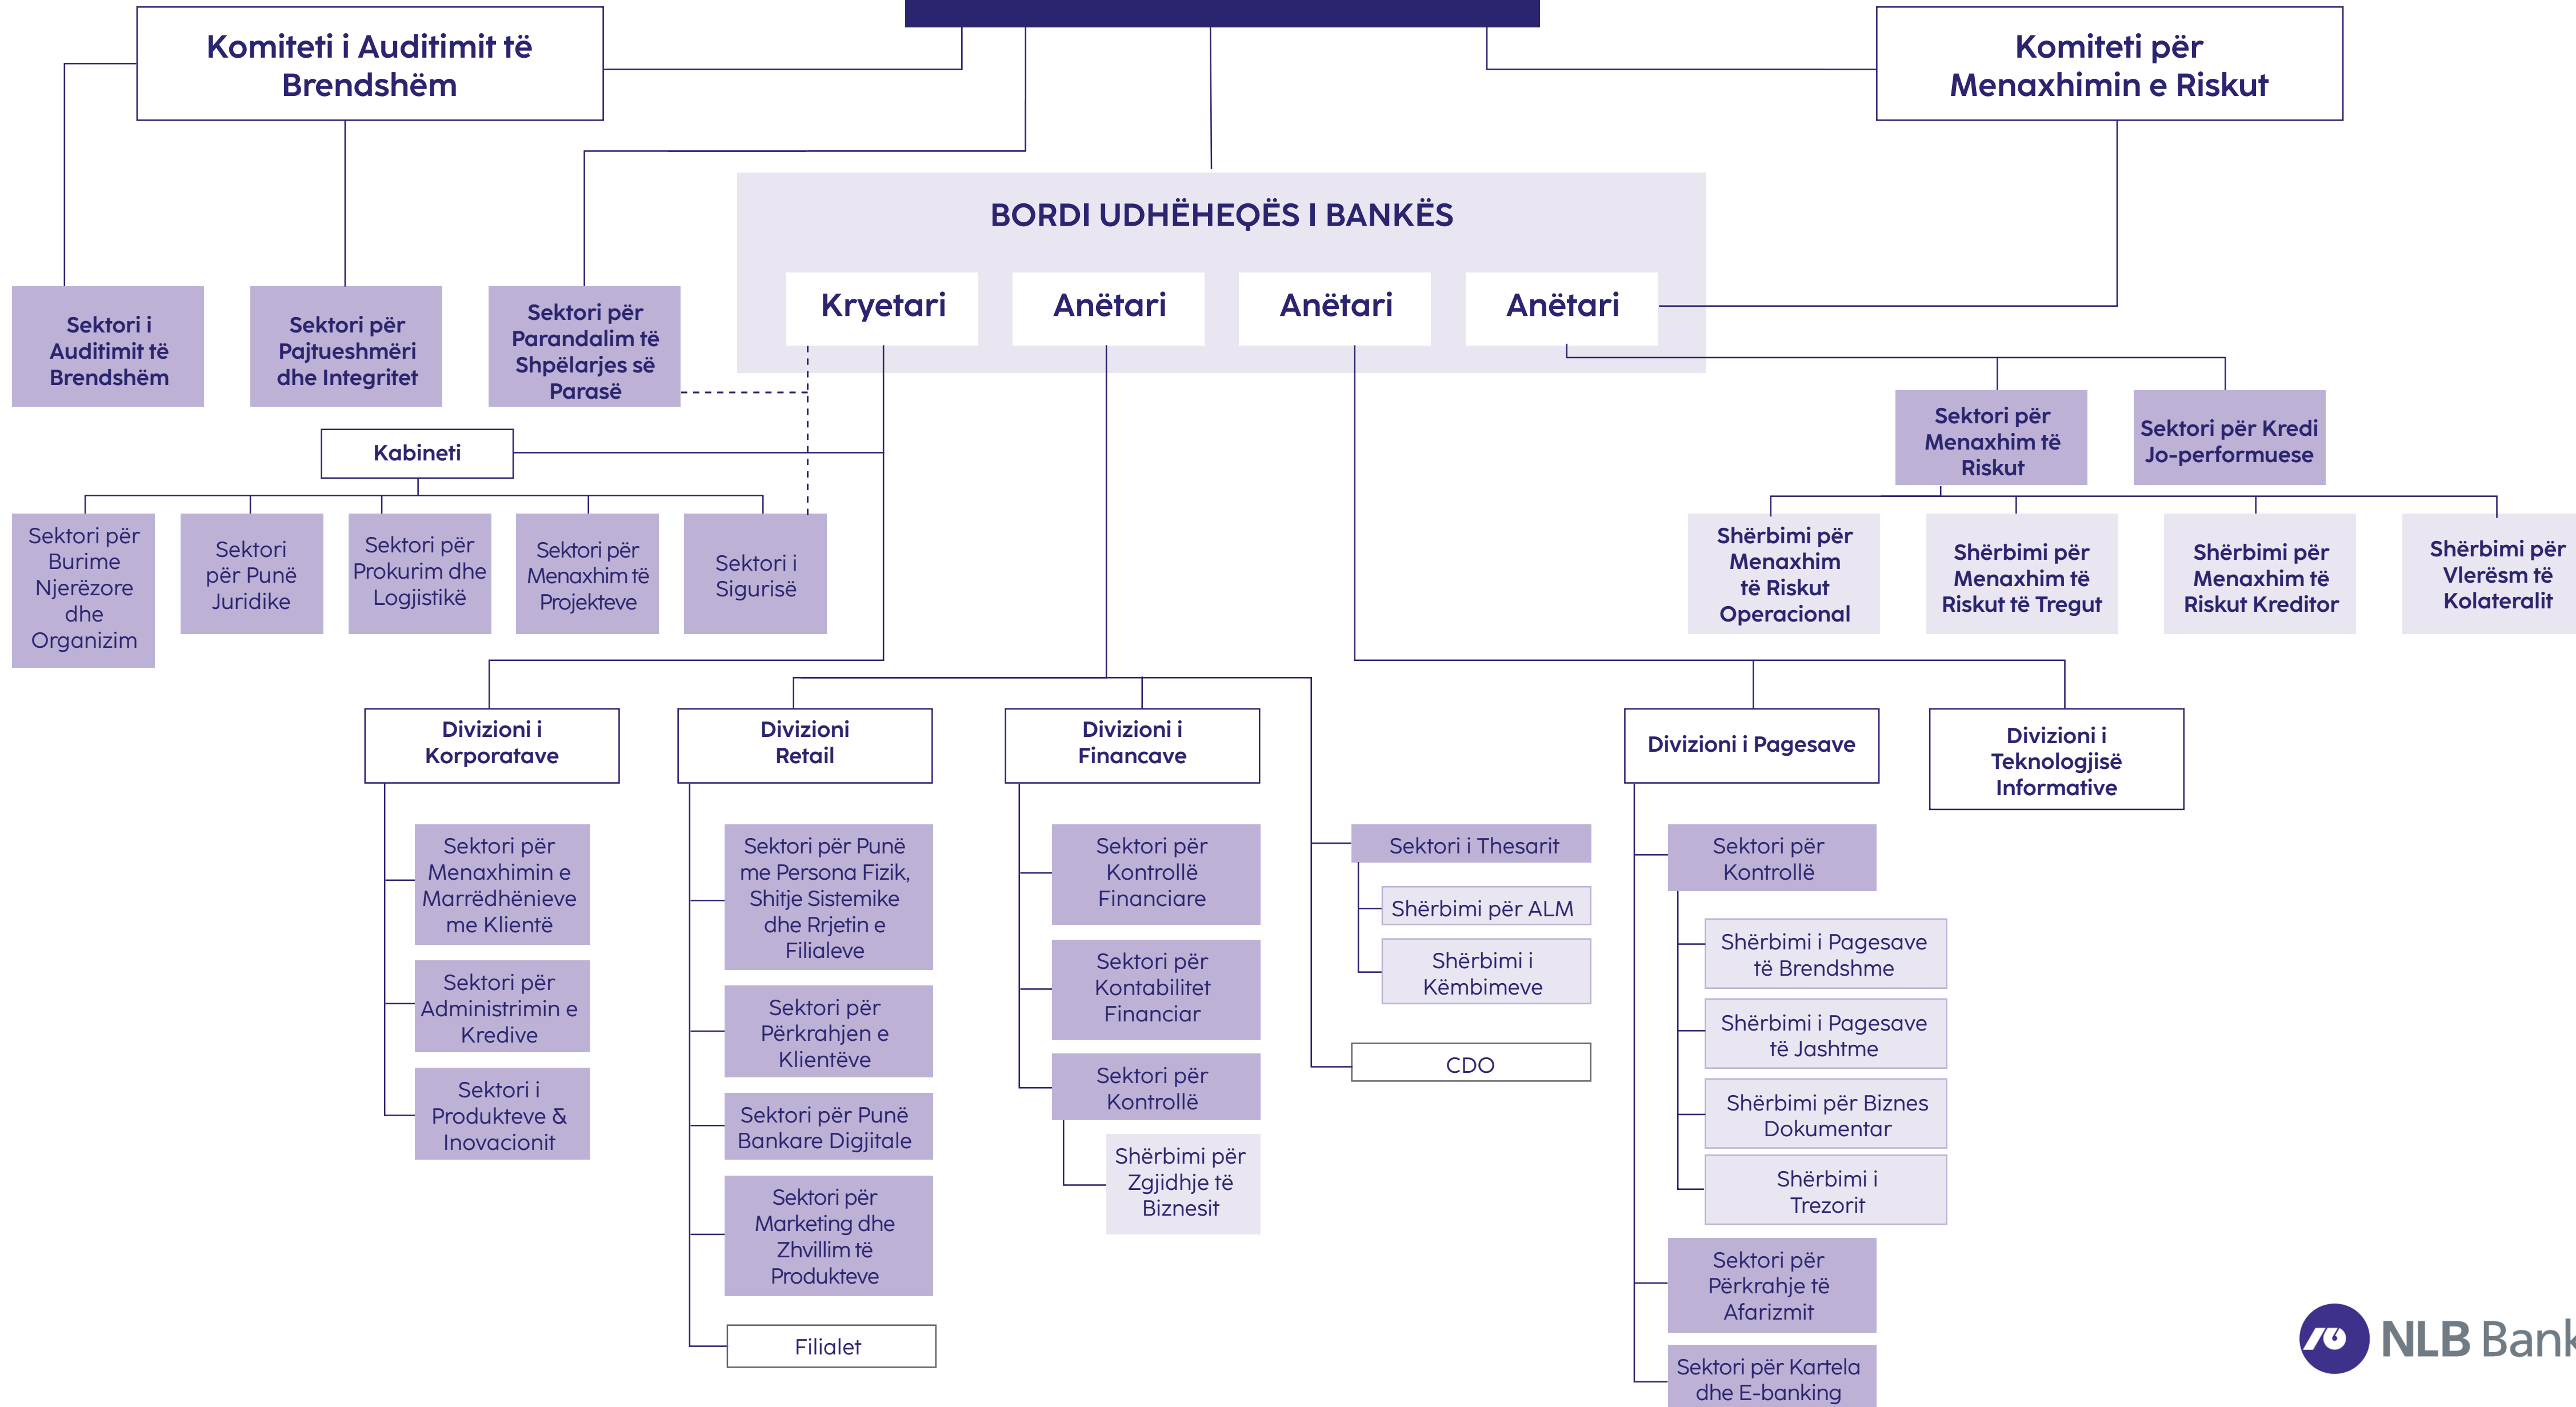 Komiteti i Auditimit të
Brendshëm
Komiteti për
Menaxhimin e Riskut
BORDI UDHËHEQËS I BANKËS
Kryetari
Anëtari
Anëtari
Anëtari
Sektori i
Auditimit të
Brendshëm
Sektori për
Pajtueshmëri
dhe Integritet
Sektori për
Parandalim të
Shpëlarjes së
Parasë
Sektori për
Menaxhim të
Riskut
Sektori për Kredi
Jo-performuese
Kabineti
Sektori për
Burime
Njerëzore
dhe
Organizim
Sektori
për Punë
Juridike
Sektori për
Prokurim dhe
Logjistikë
Sektori për
Menaxhim të
Projekteve
Sektori i
Sigurisë
Shërbimi për
Menaxhim
të Riskut
Operacional
Shërbimi për
Menaxhim të
Riskut të Tregut
Shërbimi për
Menaxhim të
Riskut Kreditor
Shërbimi për
Vlerësm të
Kolateralit
Divizioni i
Korporatave
Sektori për
Menaxhimin e
Marrëdhënieve
me Klientë
Sektori për
Administrimin e
Kredive
Sektori i
Produkteve &
Inovacionit
Divizioni
Retail
Sektori për Punë
me Persona Fizik,
Shitje Sistemike
dhe Rrjetin e
Filialeve
Sektori për
Përkrahjen e
Klientëve
Sektori për Punë
Bankare Digjitale
Sektori për
Marketing dhe
Zhvillim të
Produkteve
Filialet
Divizioni i
Financave
Sektori për
Kontrollë
Financiare
Sektori për
Kontabilitet
Financiar
Sektori për
Kontrollë
Shërbimi për
Zgjidhje të
Biznesit
Sektori i Thesarit
Shërbimi për ALM
Shërbimi i
Këmbimeve
CDO
Divizioni i Pagesave
Sektori për
Kontrollë
Shërbimi i Pagesave
të Brendshme
Shërbimi i Pagesave
të Jashtme
Shërbimi për Biznes
Dokumentar
Shërbimi i
Trezorit
Sektori për
Përkrahje të
Afarizmit
Sektori për Kartela
dhe E-banking
Divizioni i
Teknologjisë
Informative
NLB Bank